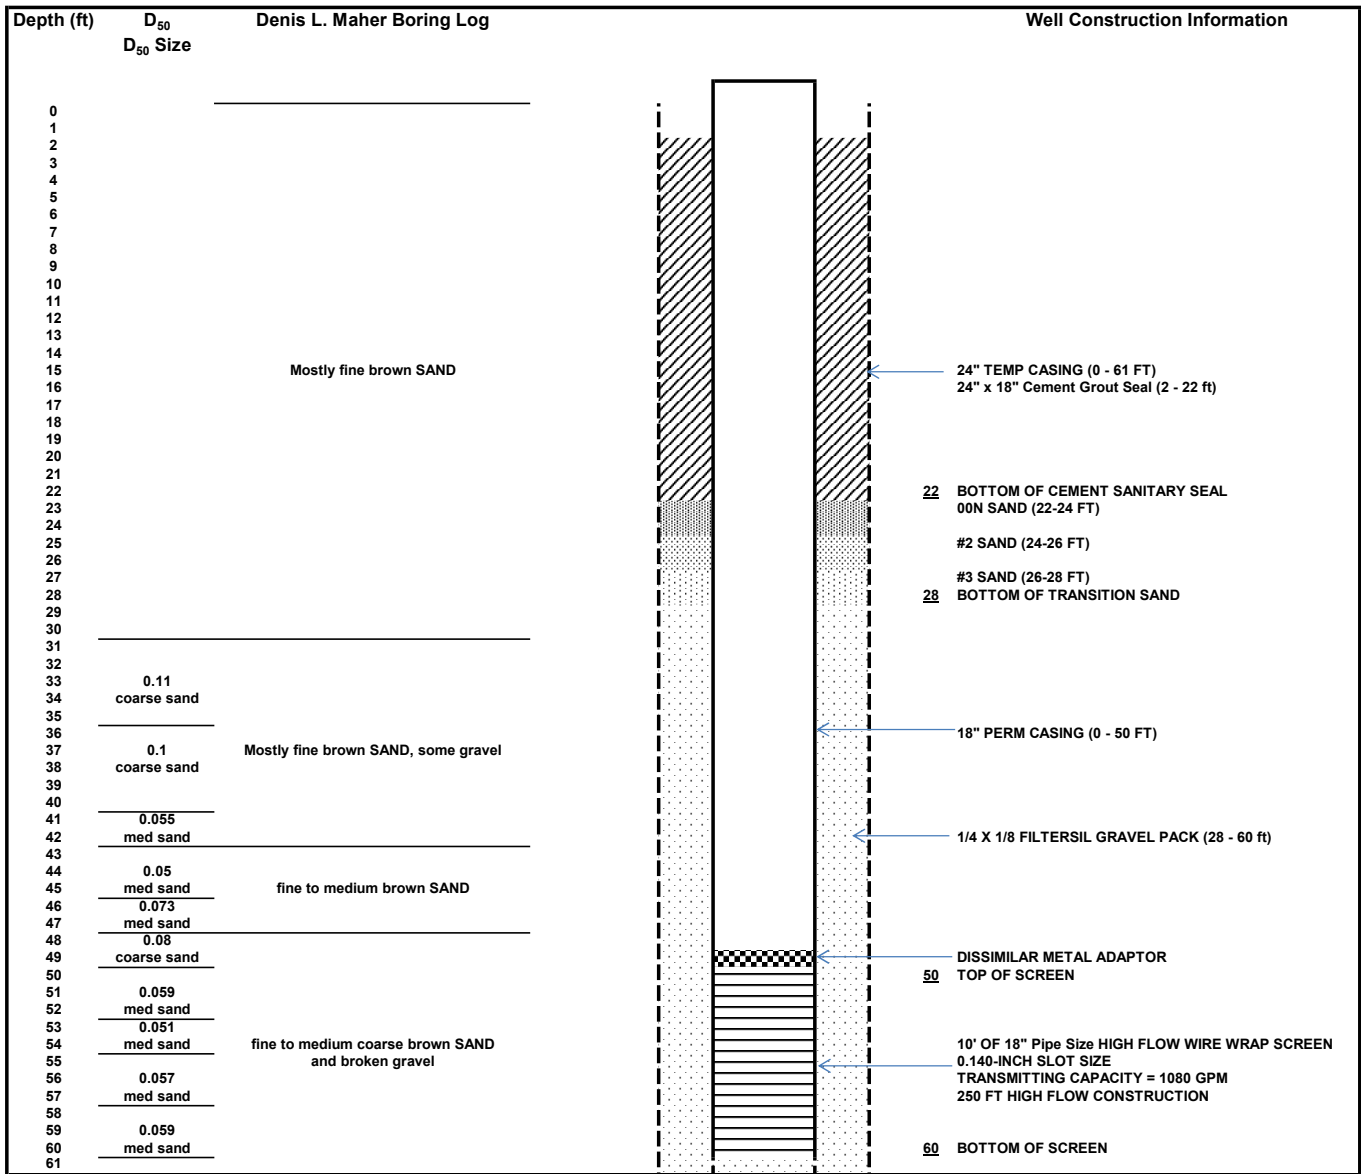 Depth (ft) D50 Denis L. Maher Boring Log Well Construction Information
D50 Size
0
1
2
3
4
5
6
7
8
9
10
11
12
13
14
15 Mostly fine brown SAND 24" TEMP CASING (0 - 61 FT)
16 24" x 18" Cement Grout Seal (2 - 22 ft)
17
18
19
20
21
22 22 BOTTOM OF CEMENT SANITARY SEAL
23 00N SAND (22-24 FT)
24
25 #2 SAND (24-26 FT)
26
27 #3 SAND (26-28 FT)
28 28 BOTTOM OF TRANSITION SAND
29
30
31
32
33 0.11
34 coarse sand
35
36 18" PERM CASING (0 - 50 FT)
37 0.1 Mostly fine brown SAND, some gravel
38 coarse sand
39
40
41 0.055
42 med sand 1/4 X 1/8 FILTERSIL GRAVEL PACK (28 - 60 ft)
43
44 0.05
45 med sand fine to medium brown SAND
46 0.073
47 med sand
48 0.08
49 coarse sand DISSIMILAR METAL ADAPTOR
50 50 TOP OF SCREEN
51 0.059
52 med sand
53 0.051
54 med sand fine to medium coarse brown SAND 10' OF 18" Pipe Size HIGH FLOW WIRE WRAP SCREEN
55 and broken gravel 0.140-INCH SLOT SIZE
56 0.057 TRANSMITTING CAPACITY = 1080 GPM
57 med sand 250 FT HIGH FLOW CONSTRUCTION
58
59 0.059
60 med sand 60 BOTTOM OF SCREEN
61